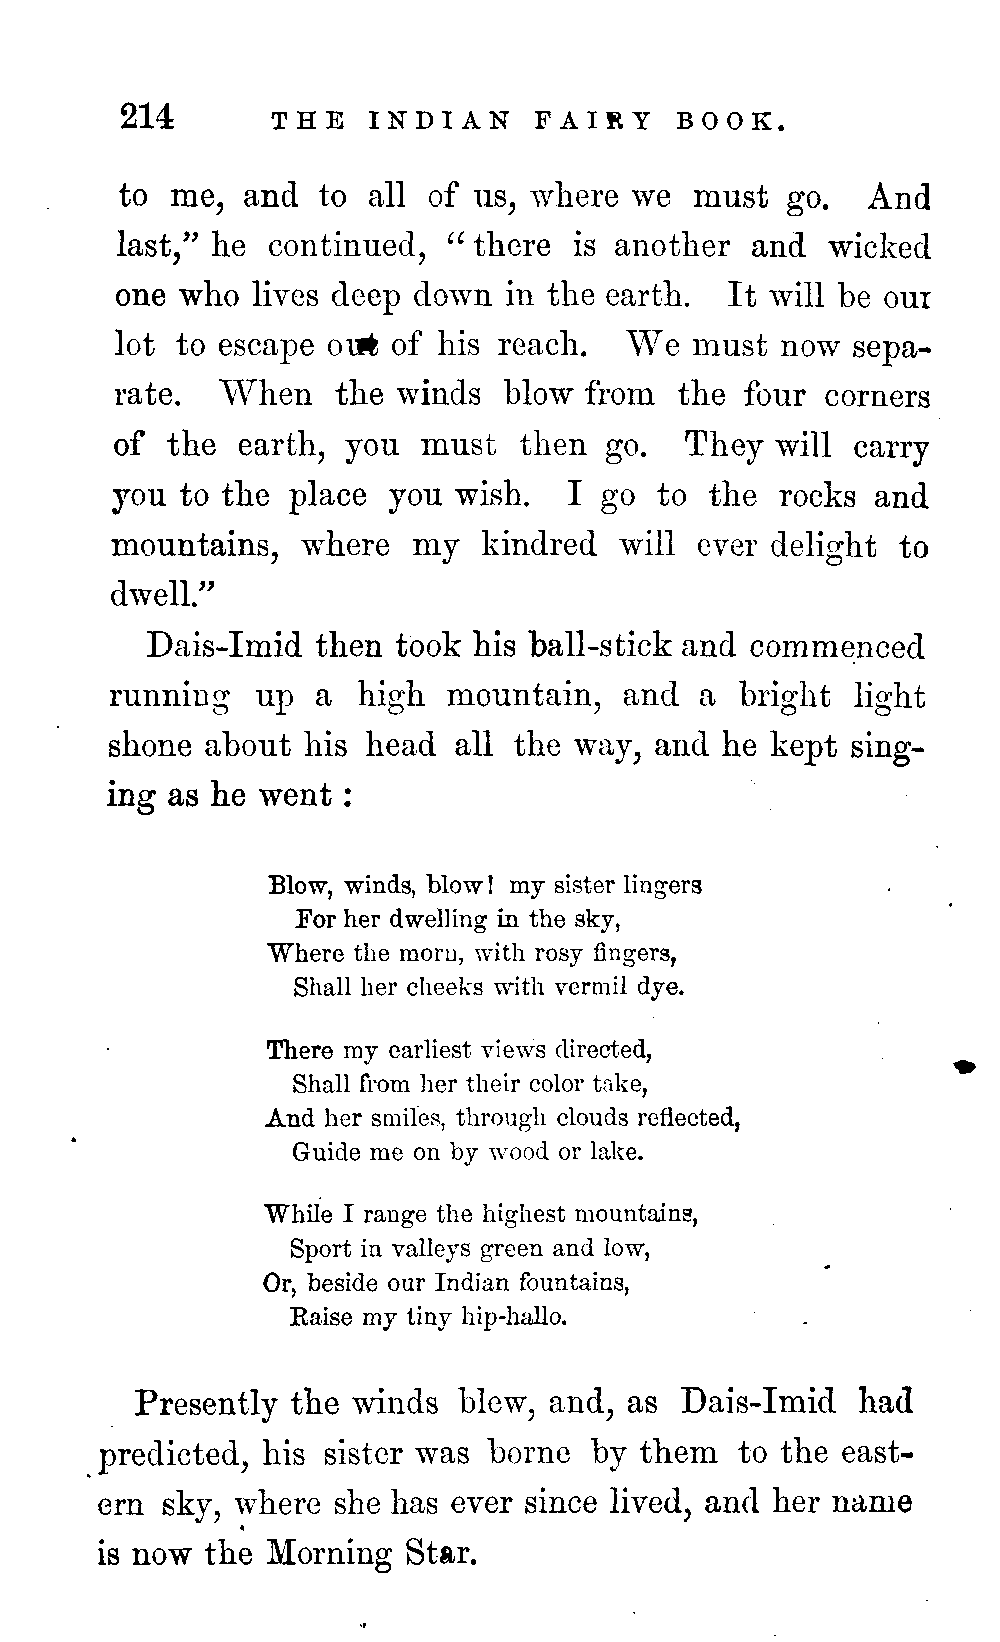 214 THE INDIAN FAIRY BOOK.
to me, and to all of us, where we must go. And
last,” he continued, “there is another and wicked
one who lives deep down in the earth. It will be our
lot to escape out of his reach. We must now sepa-
rate. When the winds blow from the four corners
of the earth, you must then go. They will carry
you to the place you wish. I go to the rocks and
mountains, where my kindred will ever delight to
dwell.”
Dais-Imid then took his ball-stick and commenced
running up a high mountain, and a bright light
shone about his head all the way, and he kept sing-
ing as he went:
Blow, winds, blow! my sister lingers
For her dwelling in the sky,
Where the morn, with rosy fingers,
Shall her cheeks with vermil dye.
There my earliest views directed,
Shall from her their color take,
And her smiles, through clouds reflected,
Guide me on by wood or lake.
While I range the highest mountains,
Sport in valleys green and low,
Or, beside our Indian fountains,
Raise my tiny hip-hallo.
Presently the winds blew, and, as Dais-Imid had
predicted, his sister was borne by them to the east-
ern sky, where she has ever since lived, and her name
is now the Morning Star.